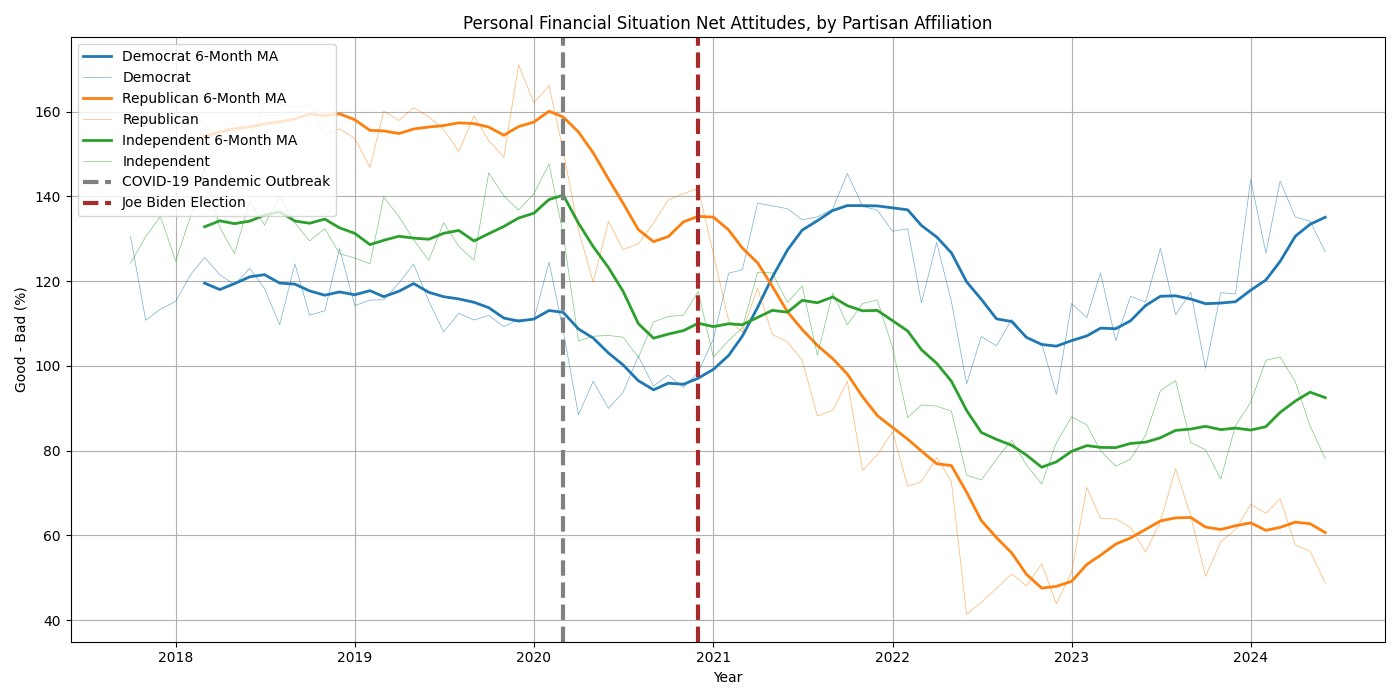 Personal Financial Situation Net Attitudes, by Partisan Affiliation
Democrat 6-Month MA
Democrat
Republican 6-Month MA
Republican
Independent 6-Month MA
Independent
COVID-19 Pandemic Outbreak
Joe Biden Election
Good - Bad (%)
160
140
120
100
80
60
40
2018 2019 2020 2021 2022 2023 2024
Year